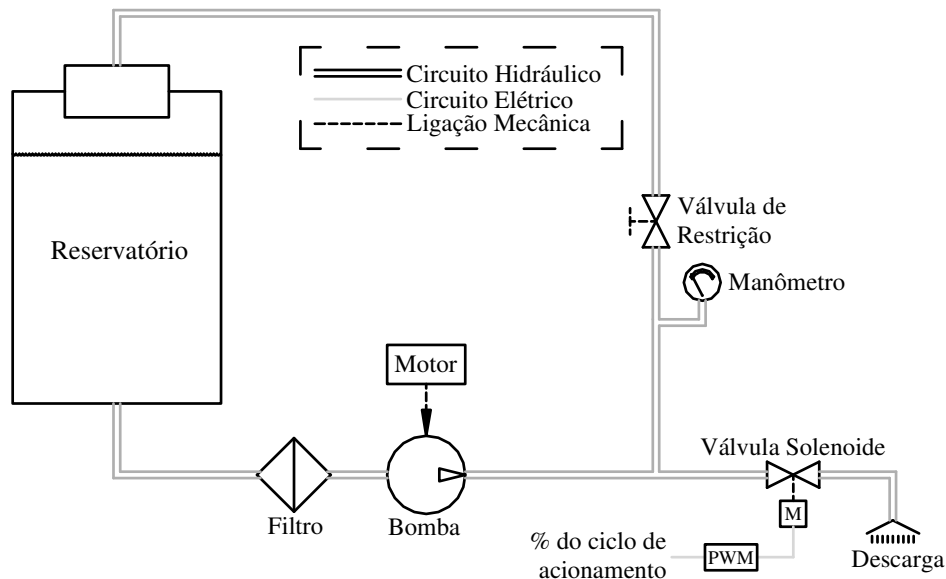 Circuito Hidráulico
Circuito Elétrico
Ligação Mecânica
Válvula de
Restrição
Reservatório
Manômetro
Motor
Válvula Solenoide
Filtro
Bomba
M
% do ciclo de
acionamento
PWM
Descarga